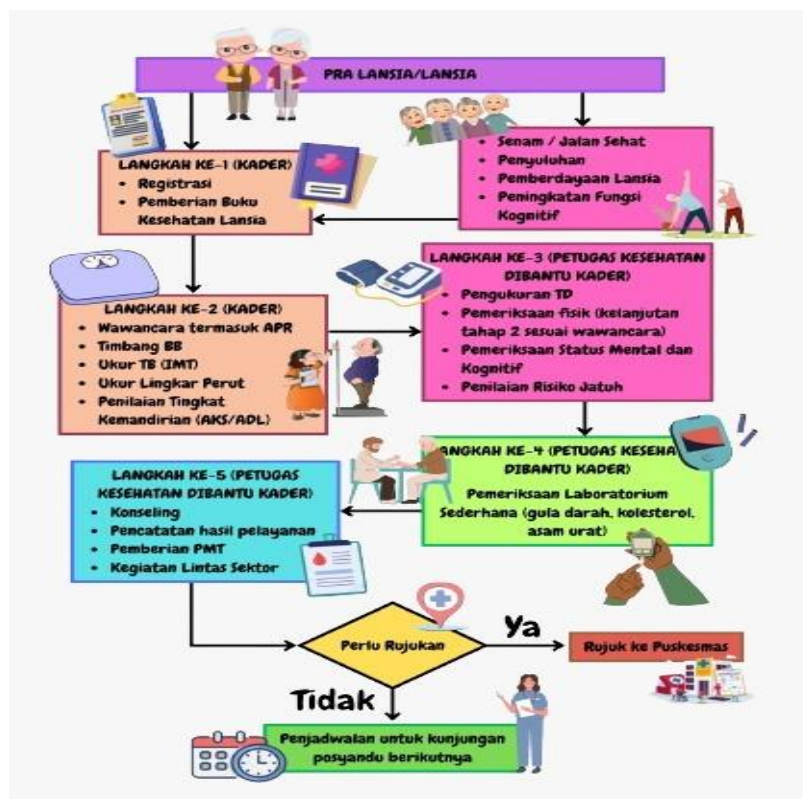 PRA LANSIA/LANSIA
LANGKAH KE-1 (KADER)
• Registrasi
• Pemberian Buku
Kesehatan Lansia
• Senam / Jalan Sehat
• Penyuluhan
• Pemberdayaan Lansia
• Peningkatan Fungsi
Kognitif
LANGKAH KE-2 (KADER)
• Wawancara termasuk APR
• Timbang BB
• Ukur TB (IMT)
• Ukur Lingkar Perut
• Penilaian Tingkat
Kemandirian (AKS/ADL)
LANGKAH KE-3 (PETUGAS KESEHATAN
DIBANTU KADER)
• Pengukuran TD
• Pemeriksaan fisik (kelanjutan
tahap 2 sesuai wawancara)
• Pemeriksaan Status Mental dan
Kognitif
• Penilaian Risiko Jatuh
ANGKAH KE-4 (PETUGAS KESEHA
DIBANTU KADER)
Pemeriksaan Laboratorium
Sederhana (gula darah, kolesterol,
asam urat)
LANGKAH KE-5 (PETUGAS
KESEHATAN DIBANTU KADER)
• Konseling
• Pencatatan hasil pelayanan
• Pemberian PMT
• Kegiatan Lintas Sektor
Perlu Rujukan
Ya
Rujuk ke Puskesmas
Tidak
Penjadwalan untuk kunjungan
posyandu berikutnya